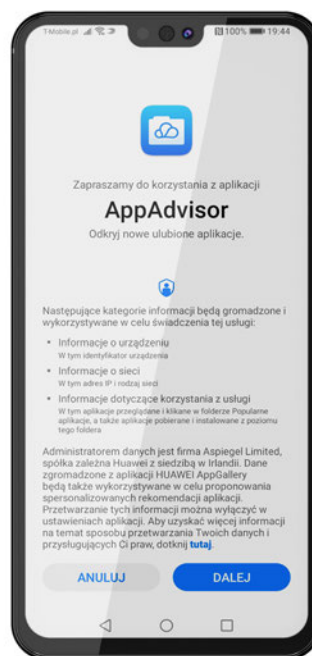 T-Mobile.pl
100% 19:44
Zapraszamy do korzystania z aplikacji
AppAdvisor
Odkryj nowe ulubione aplikacje.
Następujące kategorie informacji będą gromadzone i
wykorzystywane w celu świadczenia tej usługi:
• Informacje o urządzeniu
W tym identyfikator urządzenia
• Informacje o sieci
W tym adres IP i rodzaj sieci
• Informacje dotyczące korzystania z usługi
W tym aplikacje przeglądane i klikane w folderze Popularne
aplikacje, a także aplikacje pobierane i instalowane z poziomu
tego foldera
Administratorem danych jest firma Aspiegel Limited,
spółka zależna Huawei z siedzibą w Irlandii. Dane
zgromadzone z aplikacji HUAWEI AppGallery
będą także wykorzystywane w celu proponowania
spersonalizowanych rekomendacji aplikacji.
Przetwarzanie tych informacji można wyłączyć w
ustawieniach aplikacji. Aby uzyskać więcej informacji
na temat sposobu przetwarzania Twoich danych i
przysługujących Ci praw, dotknij tutaj.
ANULUJ
DALEJ